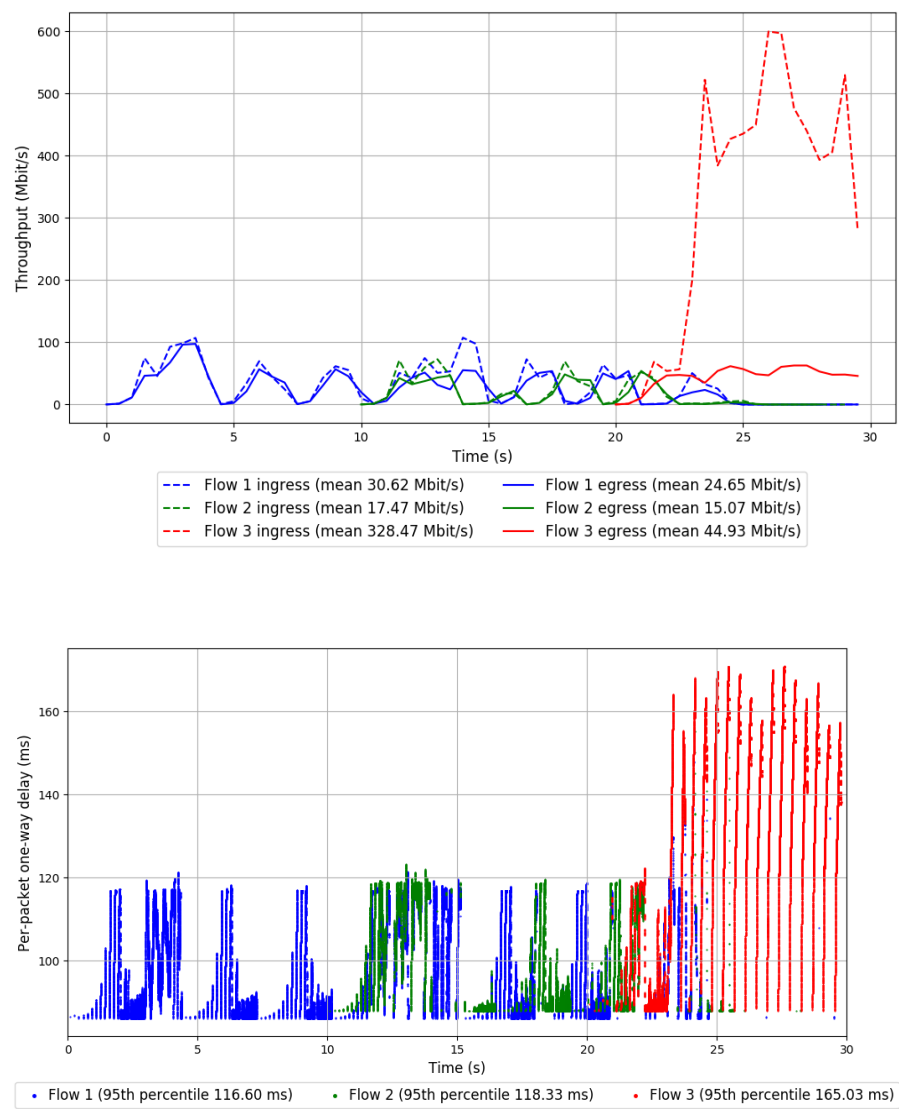 600
500
400
300
200
100
0
Throughput (Mbit/s)
0 5 10 15 20 25 30
Time (s)
Flow 1 ingress (mean 30.62 Mbit/s) Flow 1 egress (mean 24.65 Mbit/s)
Flow 2 ingress (mean 17.47 Mbit/s) Flow 2 egress (mean 15.07 Mbit/s)
Flow 3 ingress (mean 328.47 Mbit/s) Flow 3 egress (mean 44.93 Mbit/s)
160
140
120
100
Per-packet one-way delay (ms)
0 5 10 15 20 25 30
Time (s)
Flow 1 (95th percentile 116.60 ms) Flow 2 (95th percentile 118.33 ms) Flow 3 (95th percentile 165.03 ms)